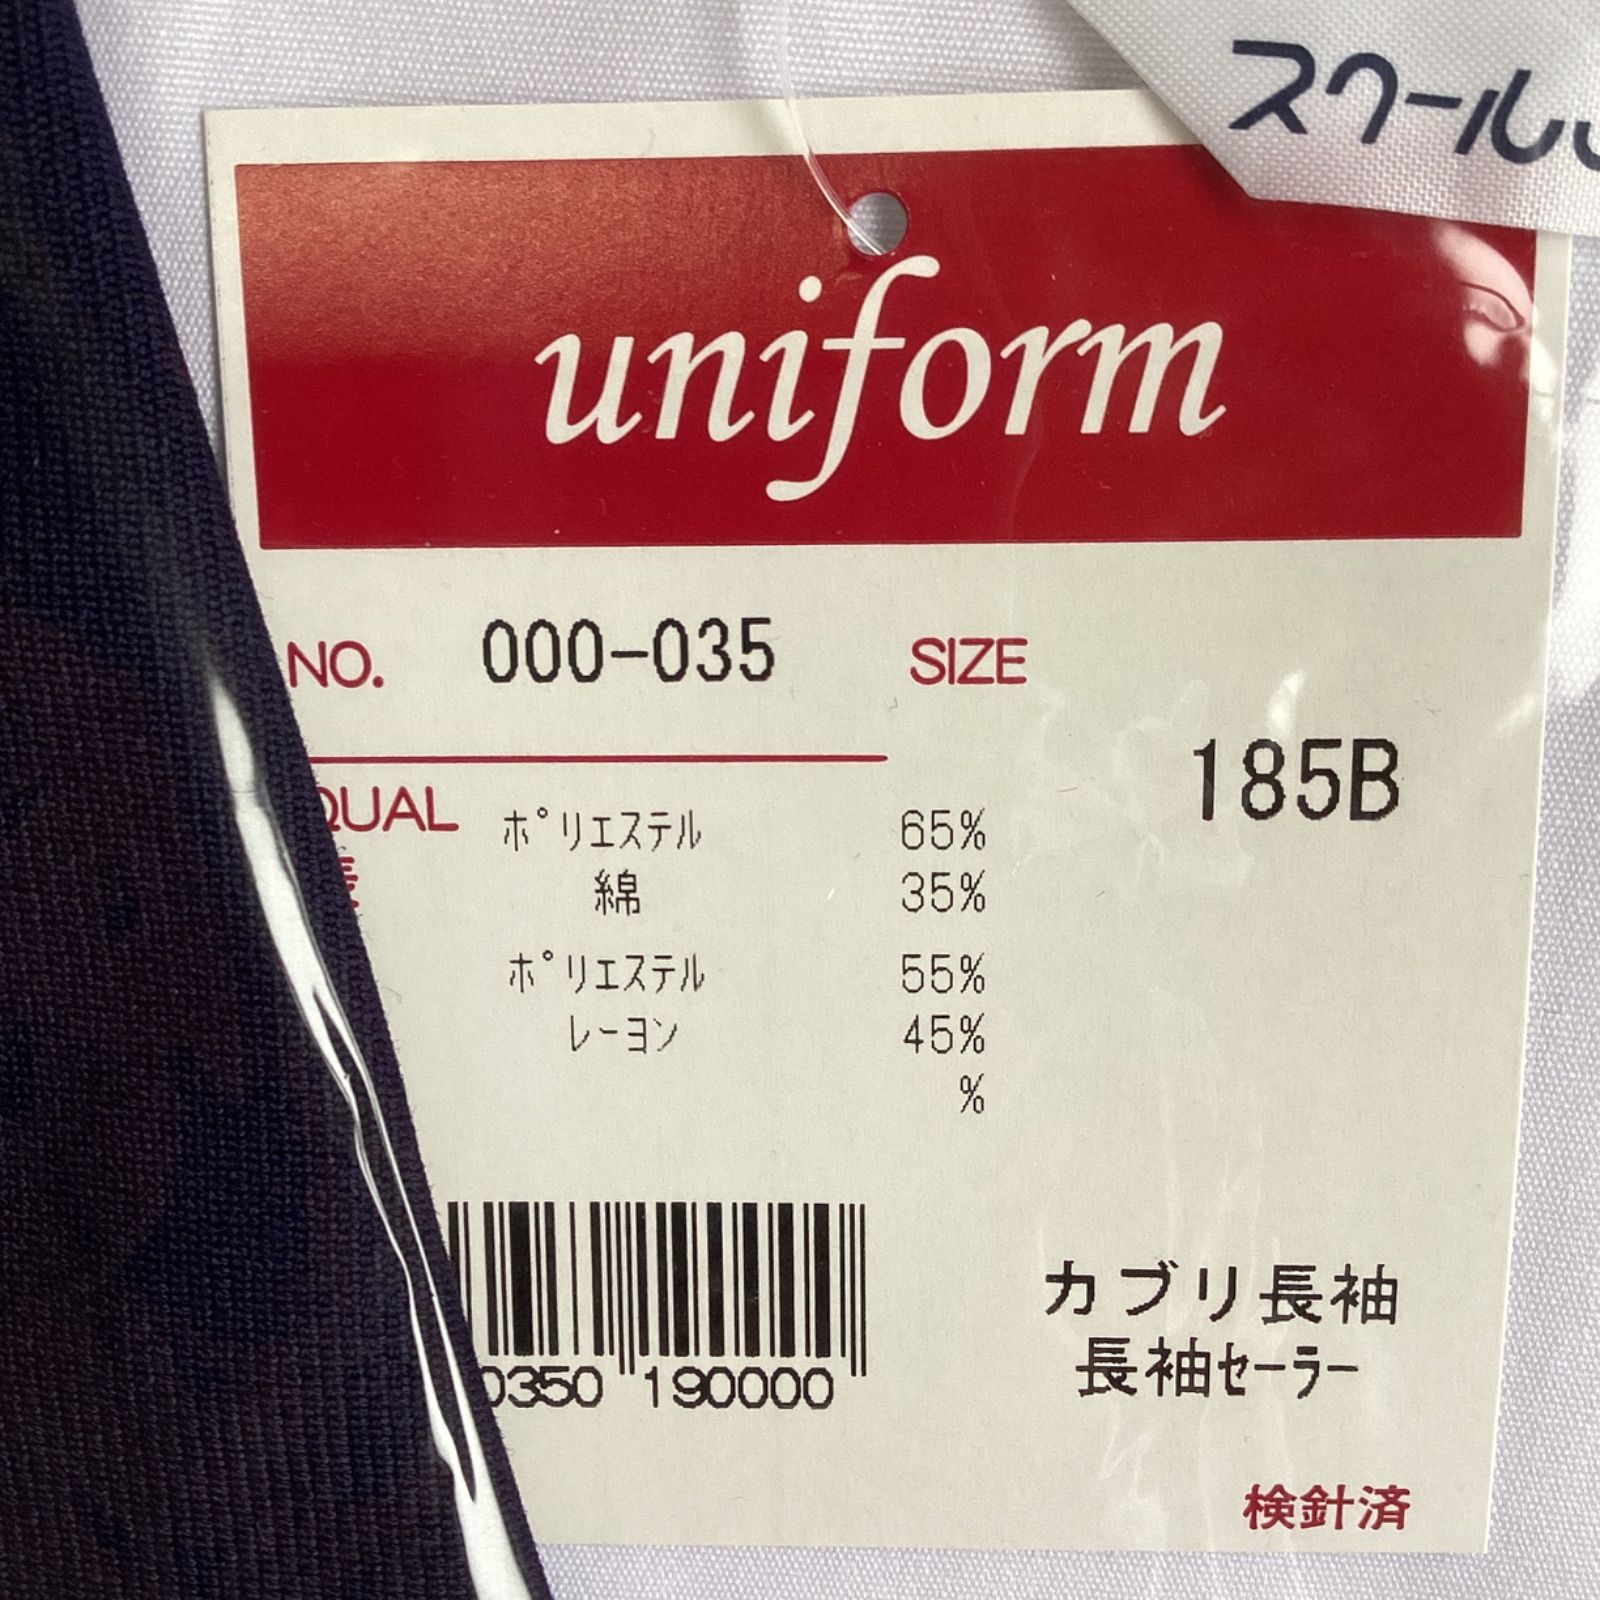 スクール
uniform
NO. 000-035 SIZE
185B
QUAL ポリエステル 65%
綿 35%
ポリエステル 55%
レーヨン 45%
%
カブリ長袖
長袖セーラー
0350 190000
検針済